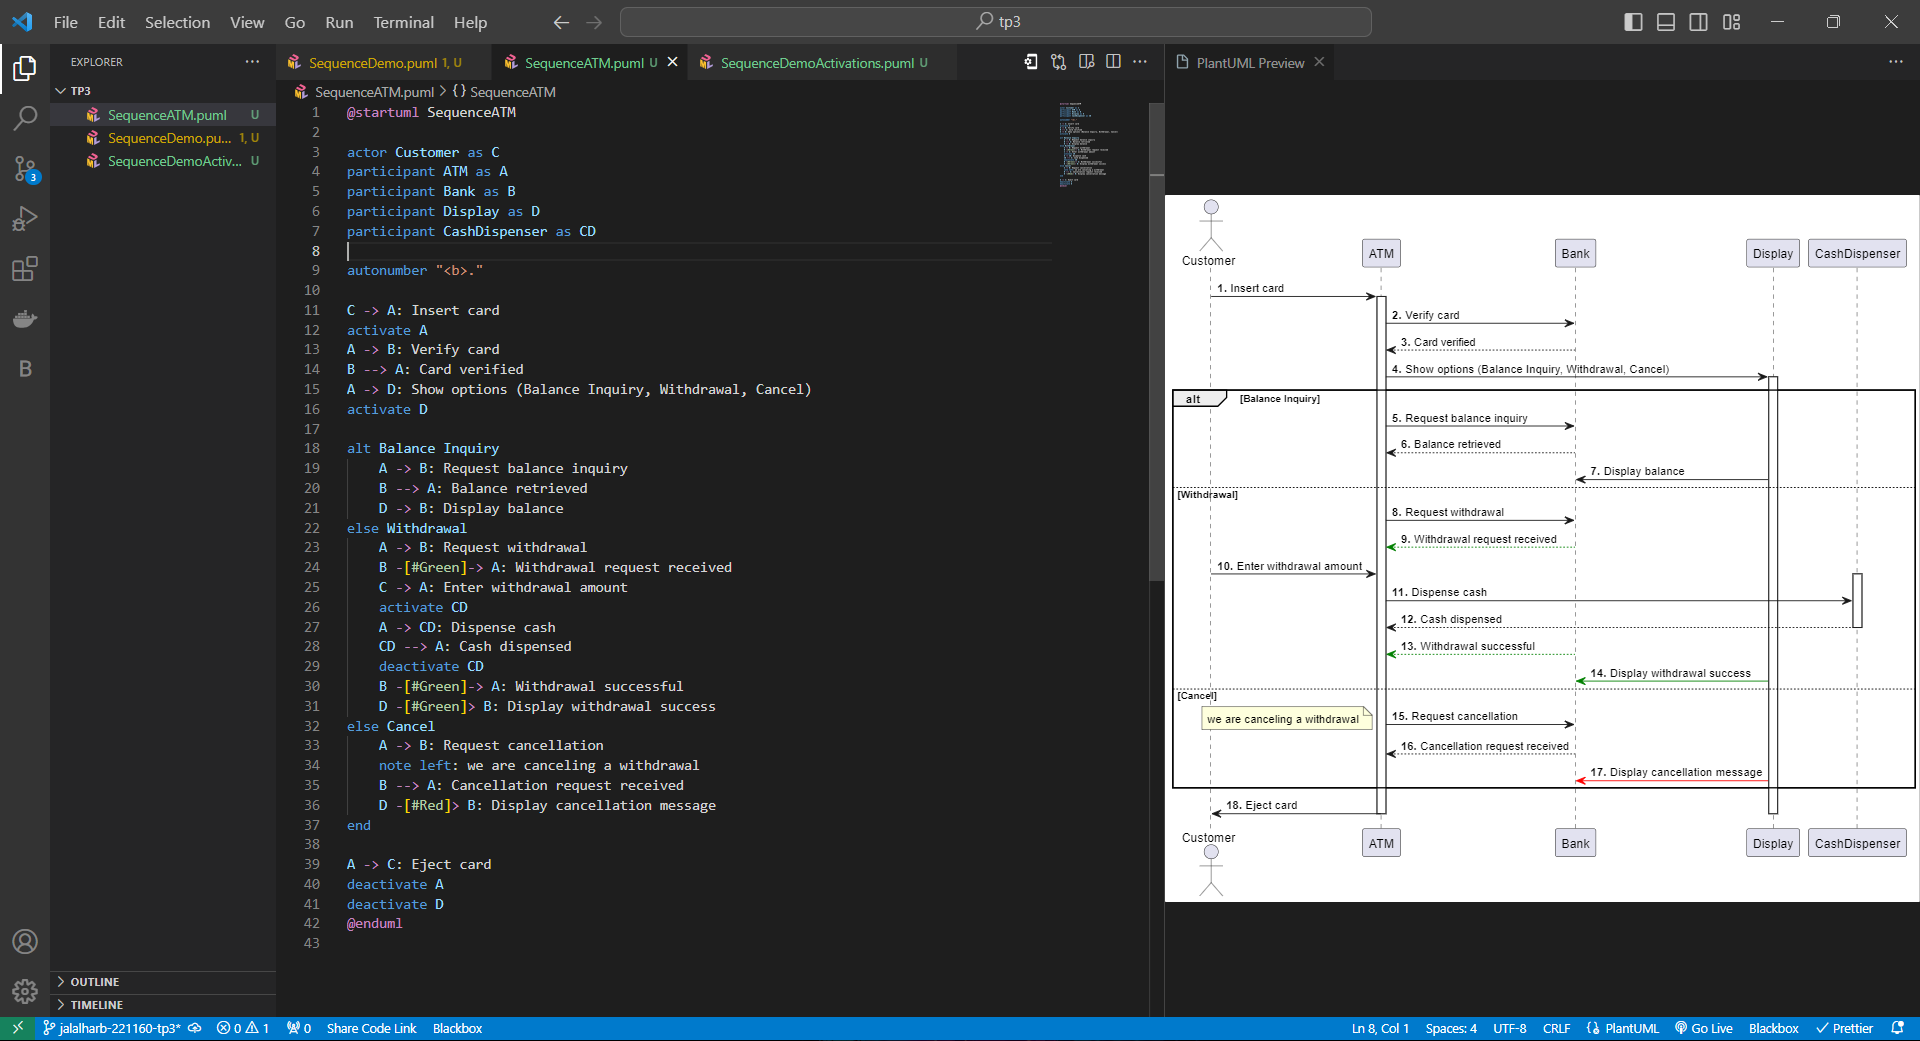 File Edit Selection View Go Run Terminal Help
tp3
EXPLORER
TP3
SequenceATM.puml U
SequenceDemo.pu... 1, U
SequenceDemoActiv... U
3
B
OUTLINE
TIMELINE
SequenceDemo.puml 1, U
SequenceATM.puml U
SequenceDemoActivations.puml U
SequenceATM.puml > {} SequenceATM
1 @startuml SequenceATM
2
3 actor Customer as C
4 participant ATM as A
5 participant Bank as B
6 participant Display as D
7 participant CashDispenser as CD
8
9 autonumber "<b>."
10
11 C -> A: Insert card
12 activate A
13 A -> B: Verify card
14 B --> A: Card verified
15 A -> D: Show options (Balance Inquiry, Withdrawal, Cancel)
16 activate D
17
18 alt Balance Inquiry
19 A -> B: Request balance inquiry
20 B --> A: Balance retrieved
21 D -> B: Display balance
22 else Withdrawal
23 A -> B: Request withdrawal
24 B -[#Green]-> A: Withdrawal request received
25 C -> A: Enter withdrawal amount
26 activate CD
27 A -> CD: Dispense cash
28 CD --> A: Cash dispensed
29 deactivate CD
30 B -[#Green]-> A: Withdrawal successful
31 D -[#Green]> B: Display withdrawal success
32 else Cancel
33 A -> B: Request cancellation
34 note left: we are canceling a withdrawal
35 B --> A: Cancellation request received
36 D -[#Red]> B: Display cancellation message
37 end
38
39 A -> C: Eject card
40 deactivate A
41 deactivate D
42 @enduml
43
PlantUML Preview
Customer ATM Bank Display CashDispenser
1. Insert card
2. Verify card
3. Card verified
4. Show options (Balance Inquiry, Withdrawal, Cancel)
alt [Balance Inquiry]
5. Request balance inquiry
6. Balance retrieved
7. Display balance
[Withdrawal]
8. Request withdrawal
9. Withdrawal request received
10. Enter withdrawal amount
11. Dispense cash
12. Cash dispensed
13. Withdrawal successful
14. Display withdrawal success
[Cancel]
we are canceling a withdrawal
15. Request cancellation
16. Cancellation request received
17. Display cancellation message
18. Eject card
Customer ATM Bank Display CashDispenser
jalalharb-221160-tp3* 0 1 0 Share Code Link Blackbox Ln 8, Col 1 Spaces: 4 UTF-8 CRLF PlantUML Go Live Blackbox Prettier